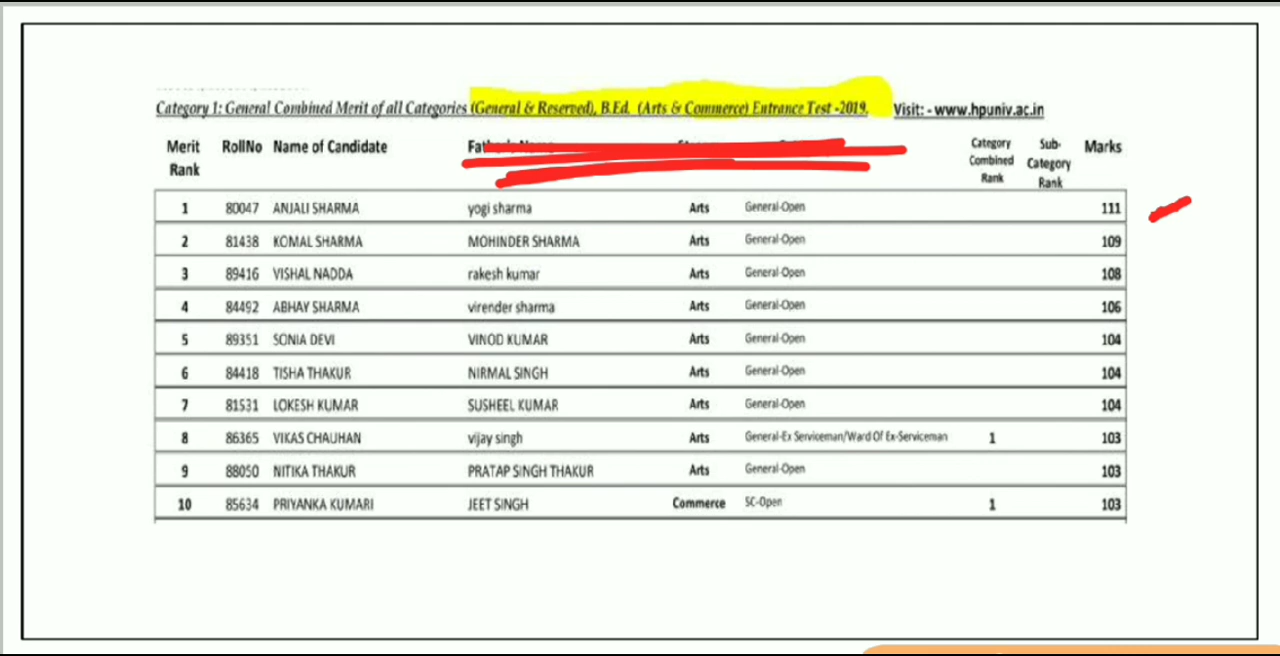 Category 1: General Combined Merit of all Categories (General & Reserved), B.Ed. (Arts & Commerce) Entrance Test -2019. Visit: - www.hpuniv.ac.in
Merit Rank RollNo Name of Candidate Category Combined Rank Sub-Category Rank Marks
1 80047 ANJALI SHARMA yogi sharma Arts General-Open 111
2 81438 KOMAL SHARMA MOHINDER SHARMA Arts General-Open 109
3 89416 VISHAL NADDA rakesh kumar Arts General-Open 108
4 84492 ABHAY SHARMA virender sharma Arts General-Open 106
5 89351 SONIA DEVI VINOD KUMAR Arts General-Open 104
6 84418 TISHA THAKUR NIRMAL SINGH Arts General-Open 104
7 81531 LOKESH KUMAR SUSHEEL KUMAR Arts General-Open 104
8 86365 VIKAS CHAUHAN vijay singh Arts General-Ex Serviceman/Ward Of Ex-Serviceman 1 103
9 88050 NITIKA THAKUR PRATAP SINGH THAKUR Arts General-Open 103
10 85634 PRIYANKA KUMARI JEET SINGH Commerce SC-Open 1 103